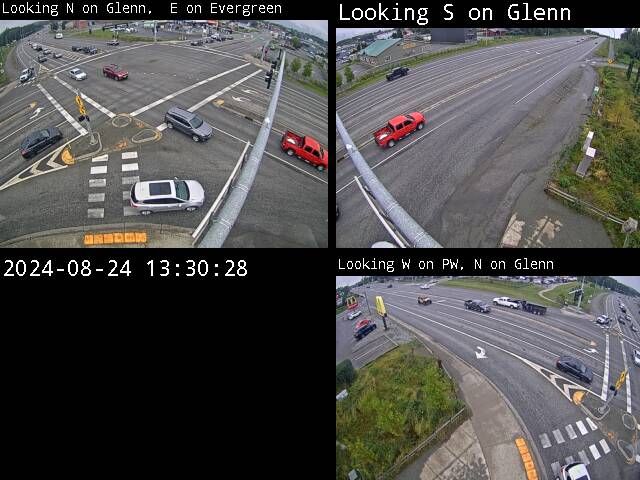 Looking N on Glenn,  E on Evergreen
Looking S on Glenn
2024-08-24 13:30:28
Looking W on PW, N on Glenn